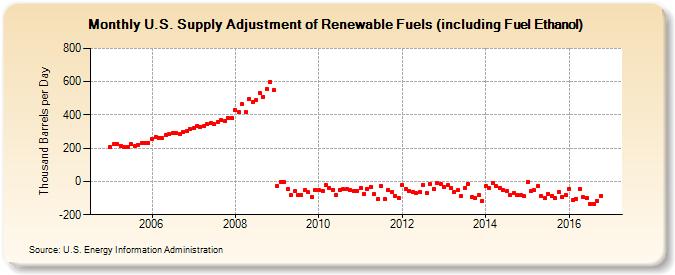 Monthly U.S. Supply Adjustment of Renewable Fuels (including Fuel Ethanol)
Thousand Barrels per Day
800
600
400
200
0
-200
2006 2008 2010 2012 2014 2016
Source: U.S. Energy Information Administration